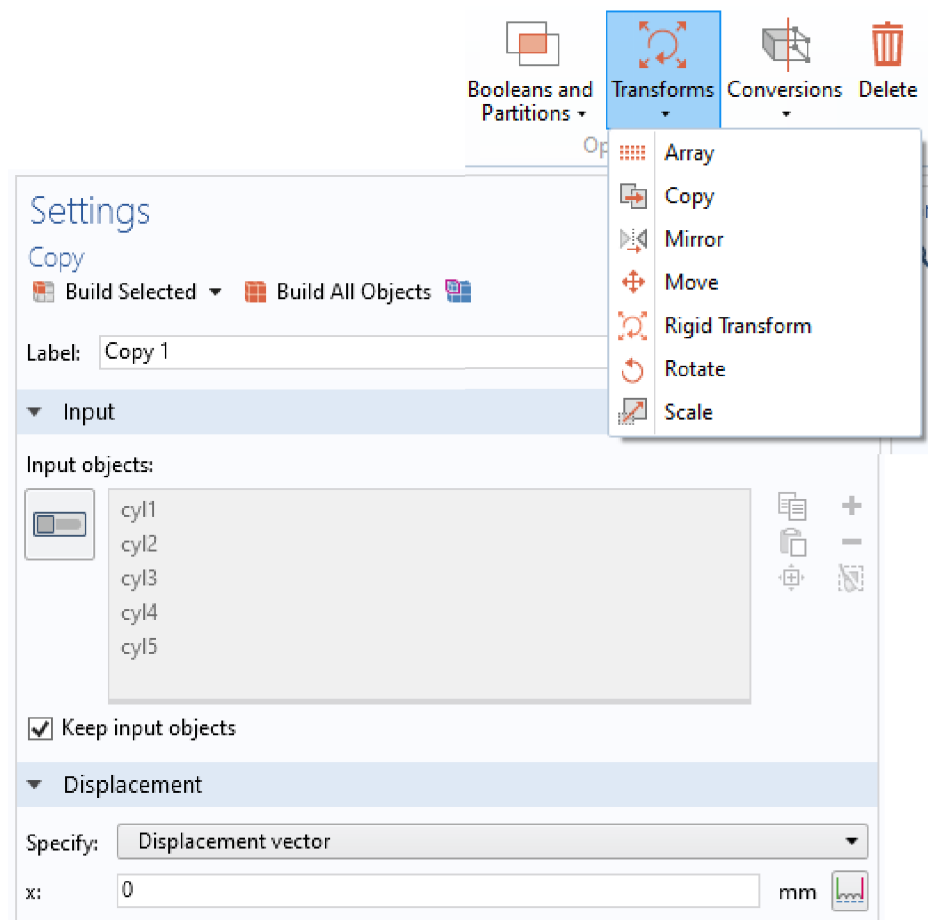 Booleans and
Partitions
Transforms
Conversions
Delete
Op
Array
Copy
Mirror
Move
Rigid Transform
Rotate
Scale
Settings
Copy
Build Selected
Build All Objects
Label: Copy 1
Input
Input objects:
cyl1
cyl2
cyl3
cyl4
cyl5
Keep input objects
Displacement
Specify: Displacement vector
x: 0 mm